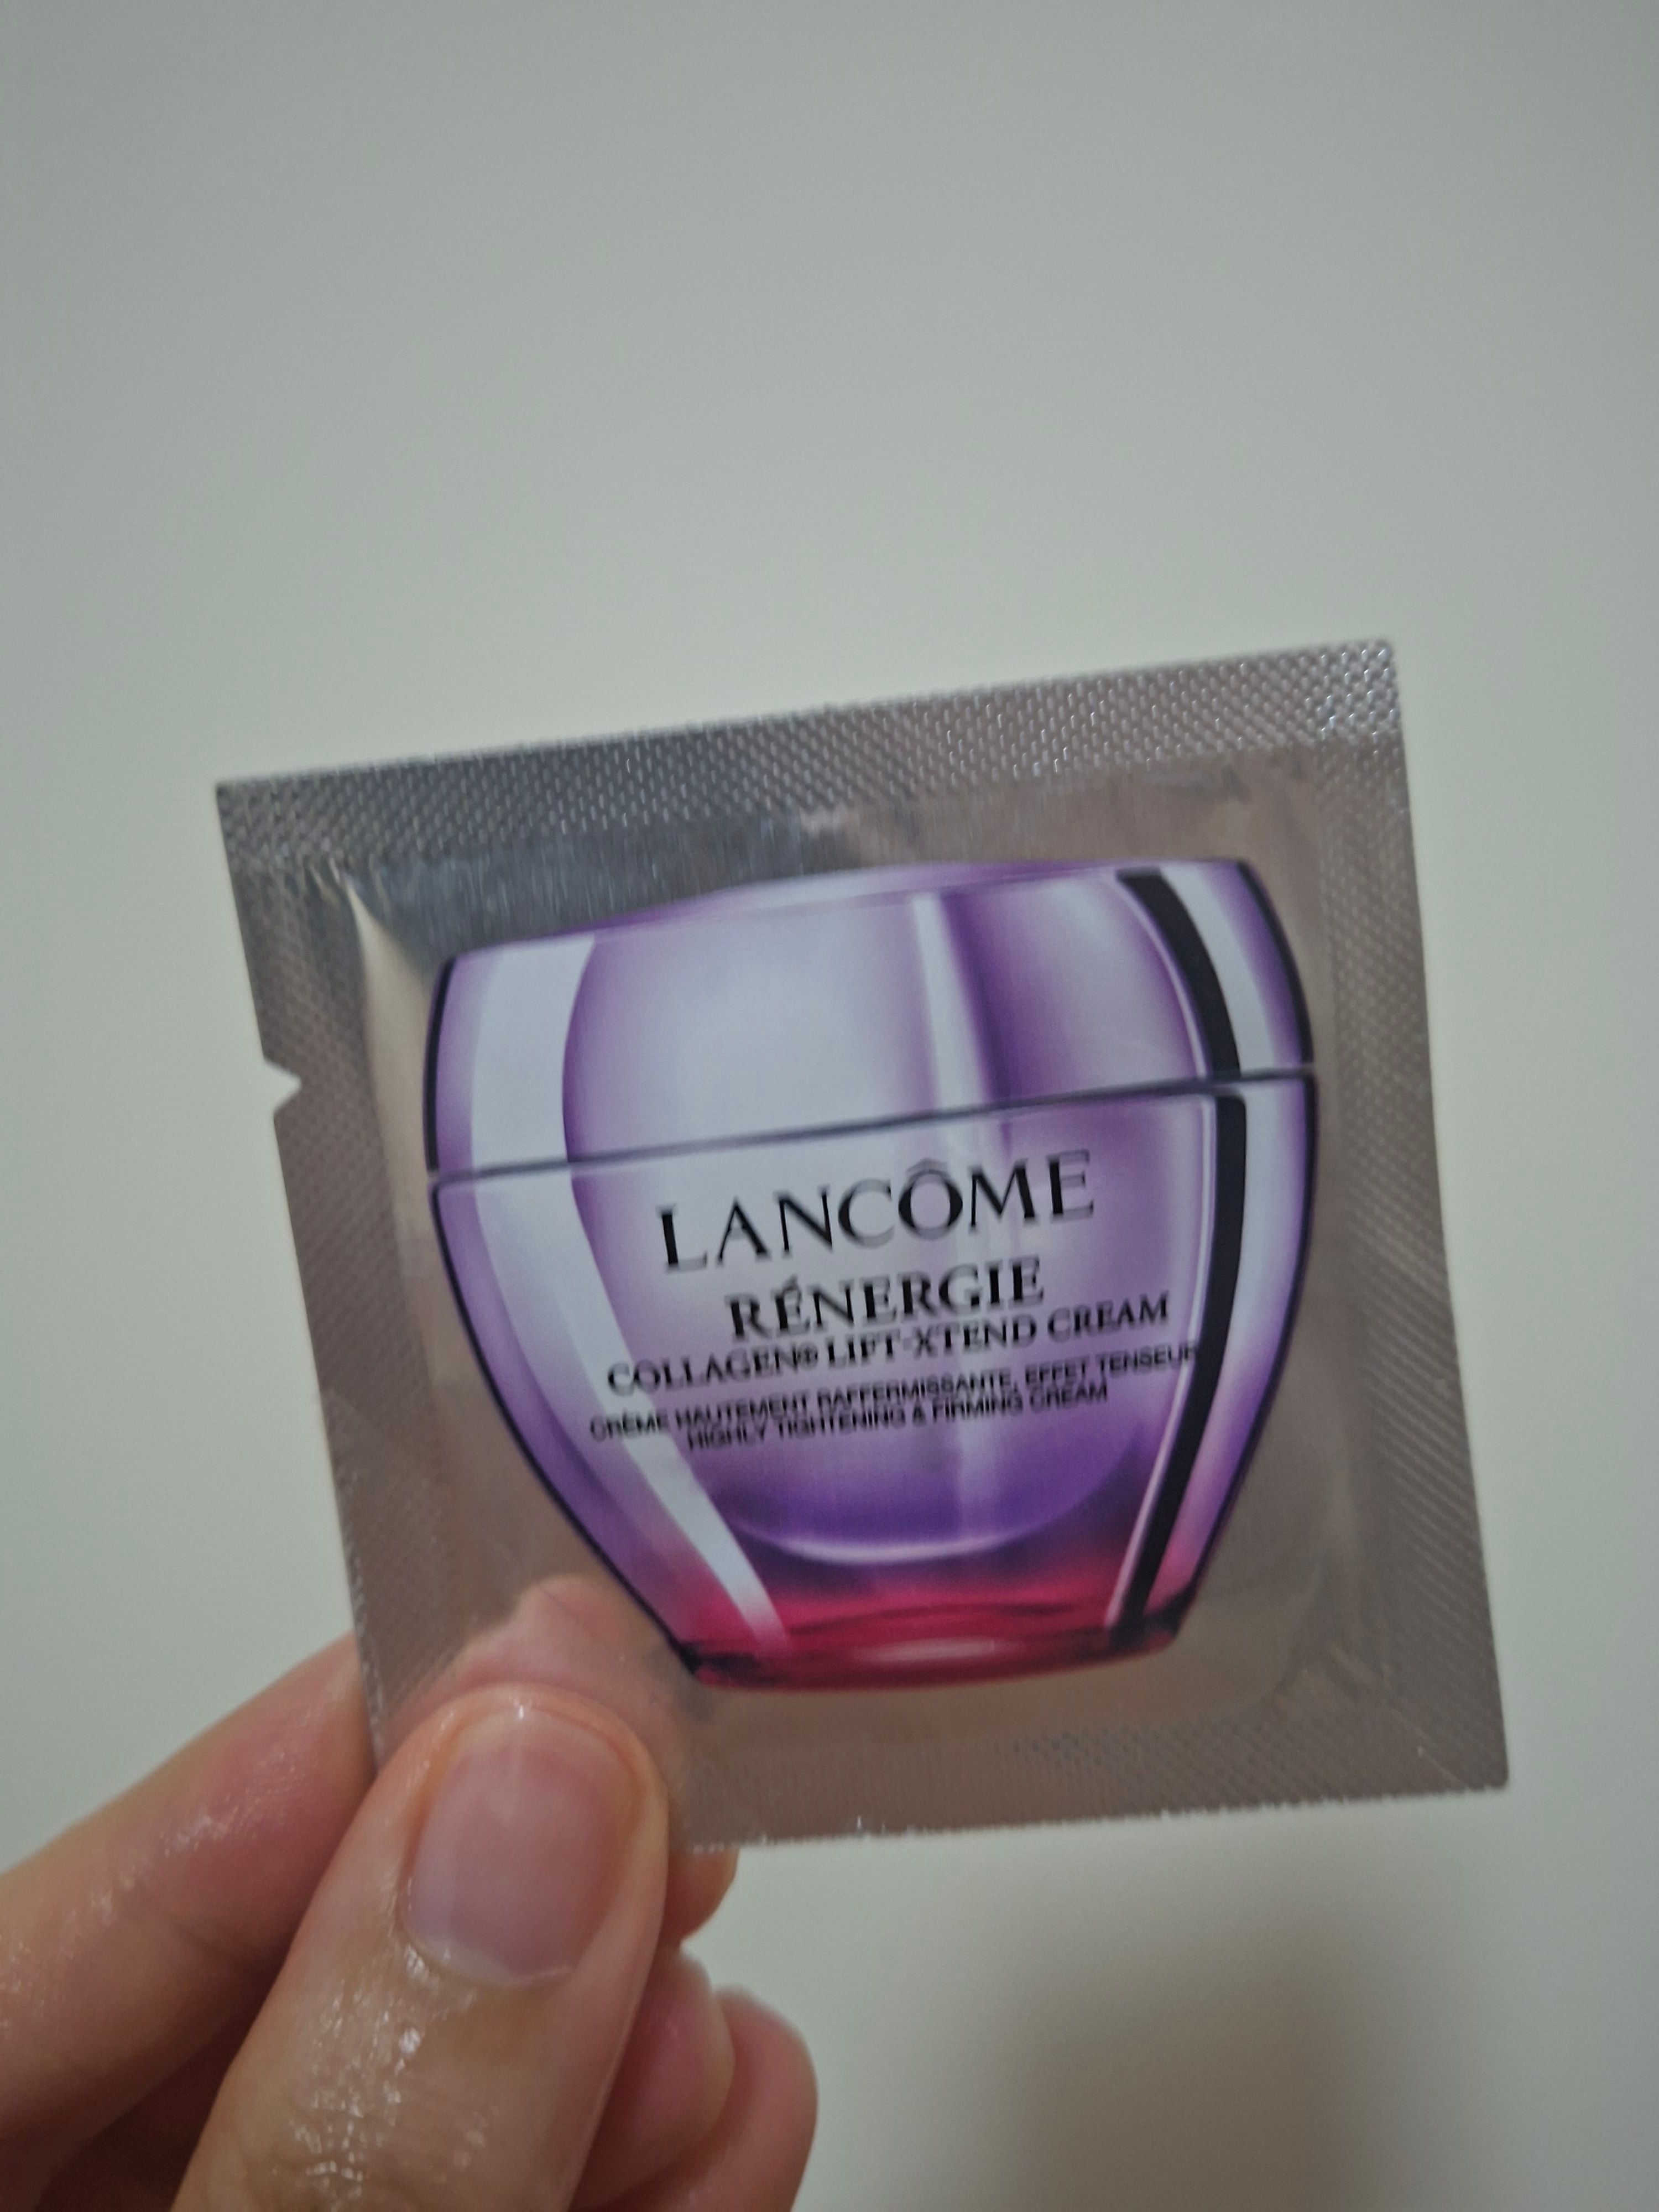 LANCÔME
RÉNERGIE
COLLAGEN® LIFT-XTEND CREAM
CRÈME HAUTEMENT RAFFERMISSANTE, EFFET TENSEUR
HIGHLY TIGHTENING & FIRMING CREAM